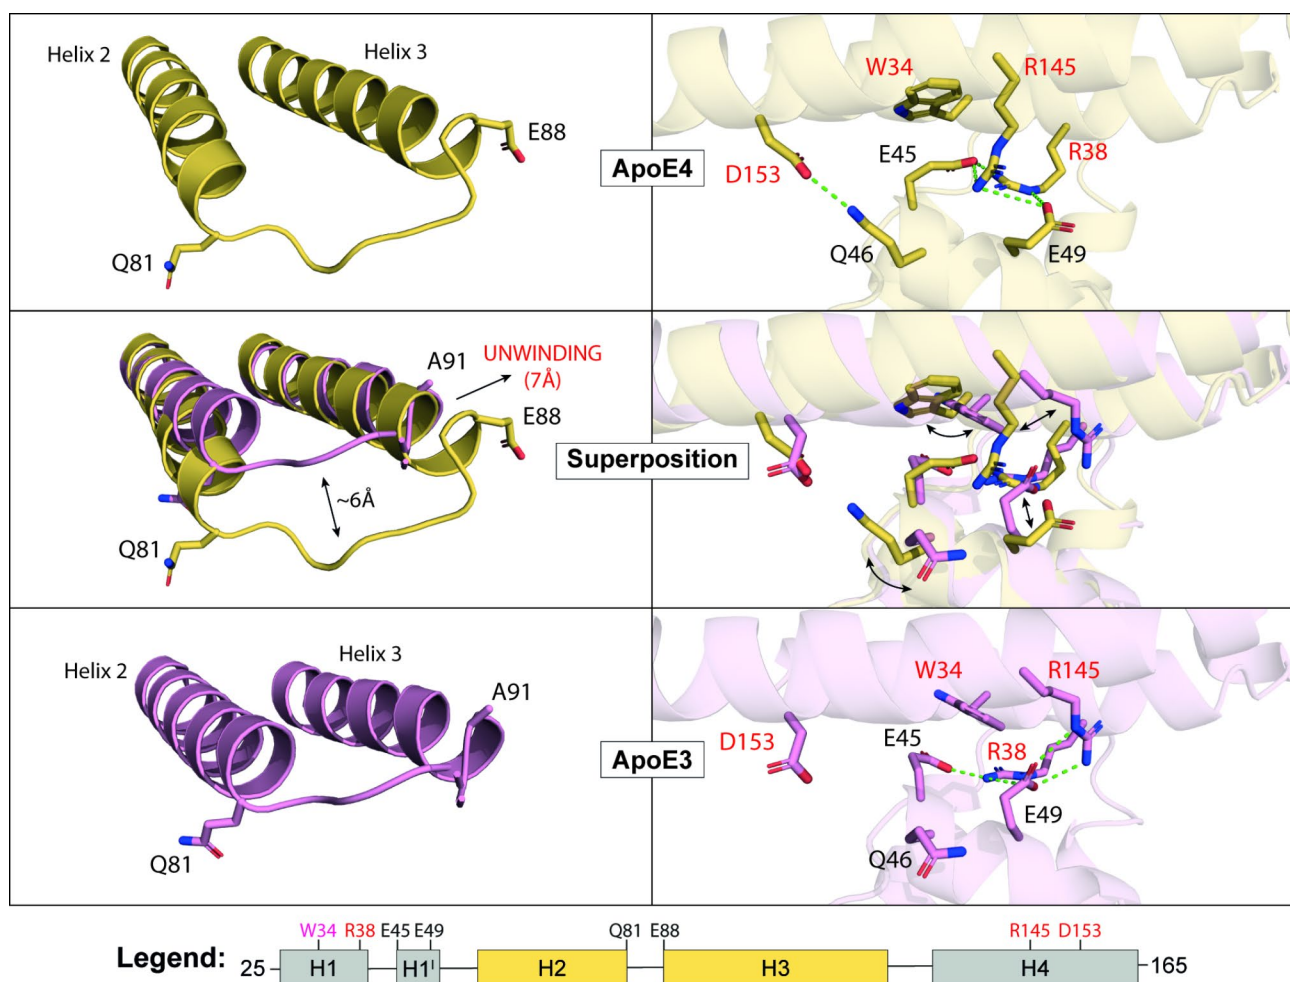 Helix 2
Helix 3
E88
Q81
ApoE4
W34
R145
E45
R38
D153
Q46
E49
A91
UNWINDING
(7Å)
E88
~6Å
Q81
Superposition
Helix 2
Helix 3
A91
Q81
ApoE3
W34
R145
D153
E45
R38
E49
Q46
W34 R38 E45 E49 Q81 E88 R145 D153
Legend: 25 H1 H1' H2 H3 H4 165